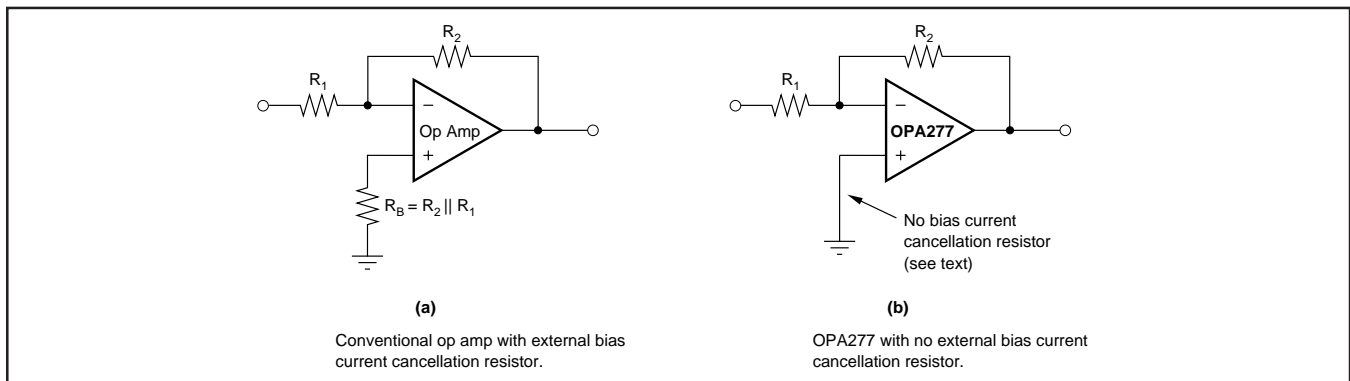 R2
R1
−
Op Amp
+
RB = R2 || R1
(a)
Conventional op amp with external bias
current cancellation resistor.
R2
R1
−
OPA277
+
No bias current
cancellation resistor
(see text)
(b)
OPA277 with no external bias current
cancellation resistor.